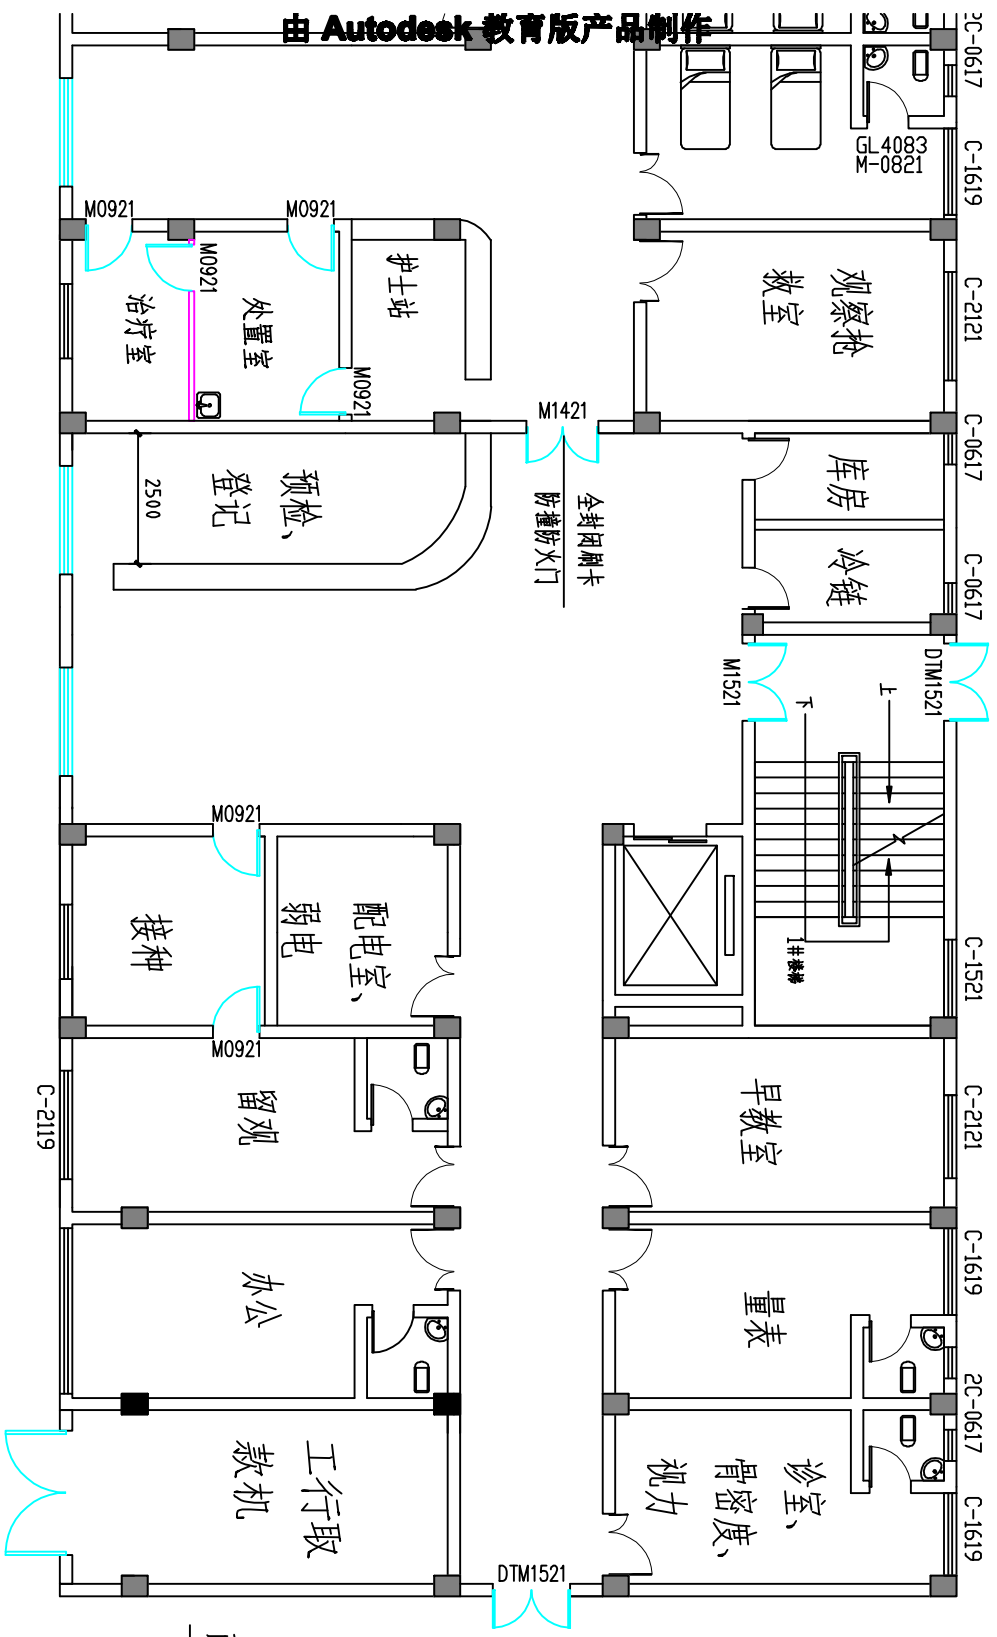 由 Autodesk 教育版产品制作
2C-0617
GL4083
M-0821
C-1619
M0921
M0921
M0921
治疗室
处置室
护士站
M0921
观察抢
救室
C-2121
M1421
C-0617
2500
预检、
登记
全封闭刷卡
防撞防火门
库房
冷链
C-0617
M1521
DTM1521
上
下
M0921
接种
配电室、
弱电
1#楼梯
C-1521
M0921
C-2119
留观
早教室
C-2121
办公
量表
C-1619
2C-0617
工行取
款机
诊室、
骨密度、
视力
C-1619
DTM1521